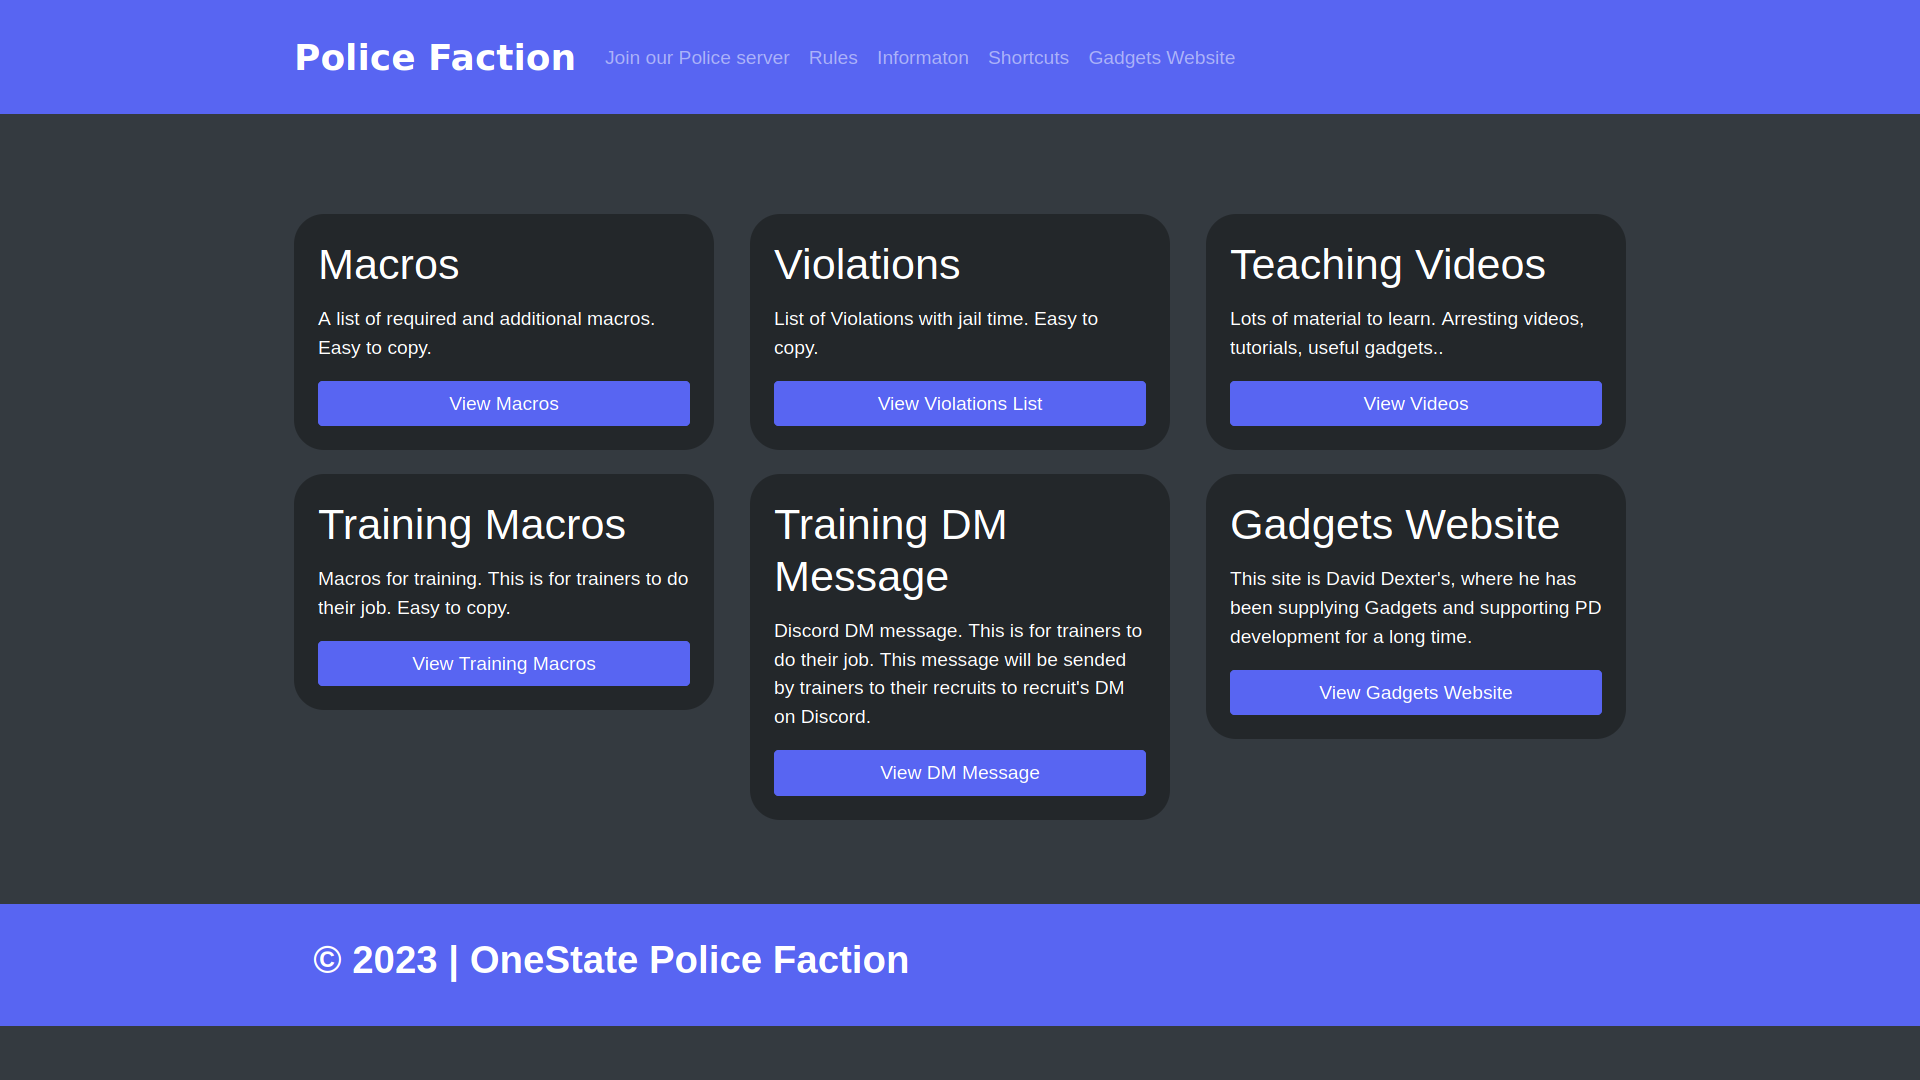 Police Faction
Join our Police server
Rules
Informaton
Shortcuts
Gadgets Website
Macros
A list of required and additional macros.
Easy to copy.
View Macros
Violations
List of Violations with jail time. Easy to
copy.
View Violations List
Teaching Videos
Lots of material to learn. Arresting videos,
tutorials, useful gadgets..
View Videos
Training Macros
Macros for training. This is for trainers to do
their job. Easy to copy.
View Training Macros
Training DM
Message
Discord DM message. This is for trainers to
do their job. This message will be sended
by trainers to their recruits to recruit's DM
on Discord.
View DM Message
Gadgets Website
This site is David Dexter's, where he has
been supplying Gadgets and supporting PD
development for a long time.
View Gadgets Website
© 2023 | OneState Police Faction